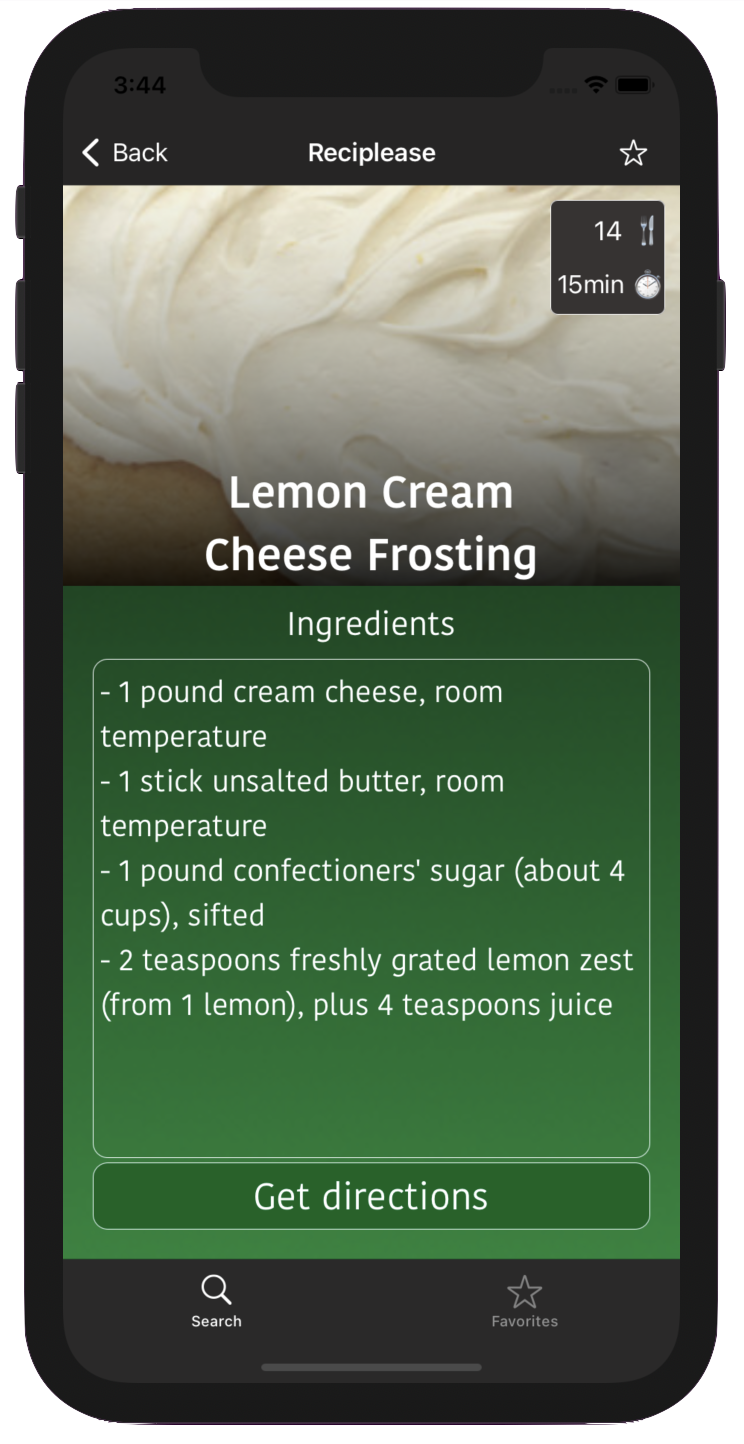 3:44
Back
Reciplease
14
15min
Lemon Cream
Cheese Frosting
Ingredients
- 1 pound cream cheese, room
temperature
- 1 stick unsalted butter, room
temperature
- 1 pound confectioners' sugar (about 4
cups), sifted
- 2 teaspoons freshly grated lemon zest
(from 1 lemon), plus 4 teaspoons juice
Get directions
Search
Favorites